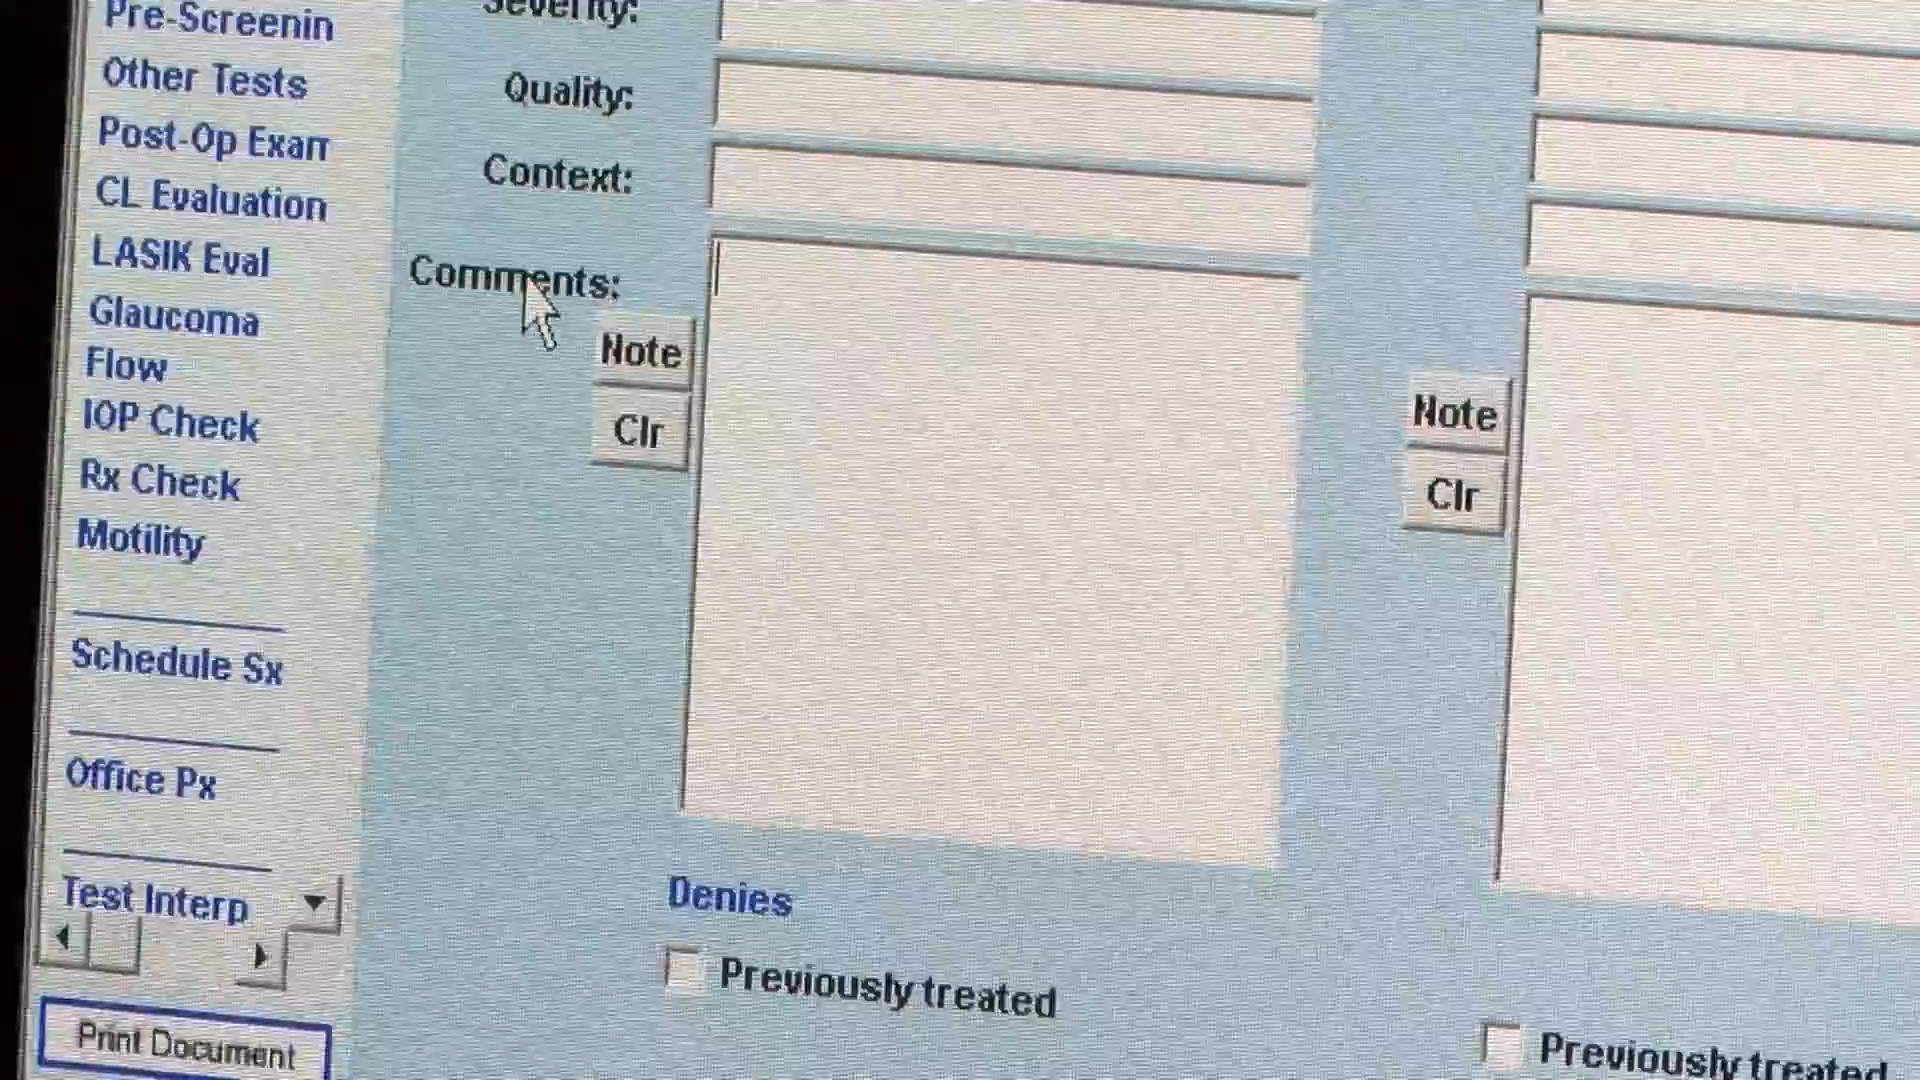 Pre-Screenin
Other Tests
Post-Op Exam
CL Evaluation
LASIK Eval
Glaucoma
Flow
IOP Check
Rx Check
Motility
Schedule Sx
Office Px
Test Interp
Print Document
Severity:
Quality:
Context:
Comments:
Note
Clr
Denies
Previously treated
Note
Clr
Previously treated